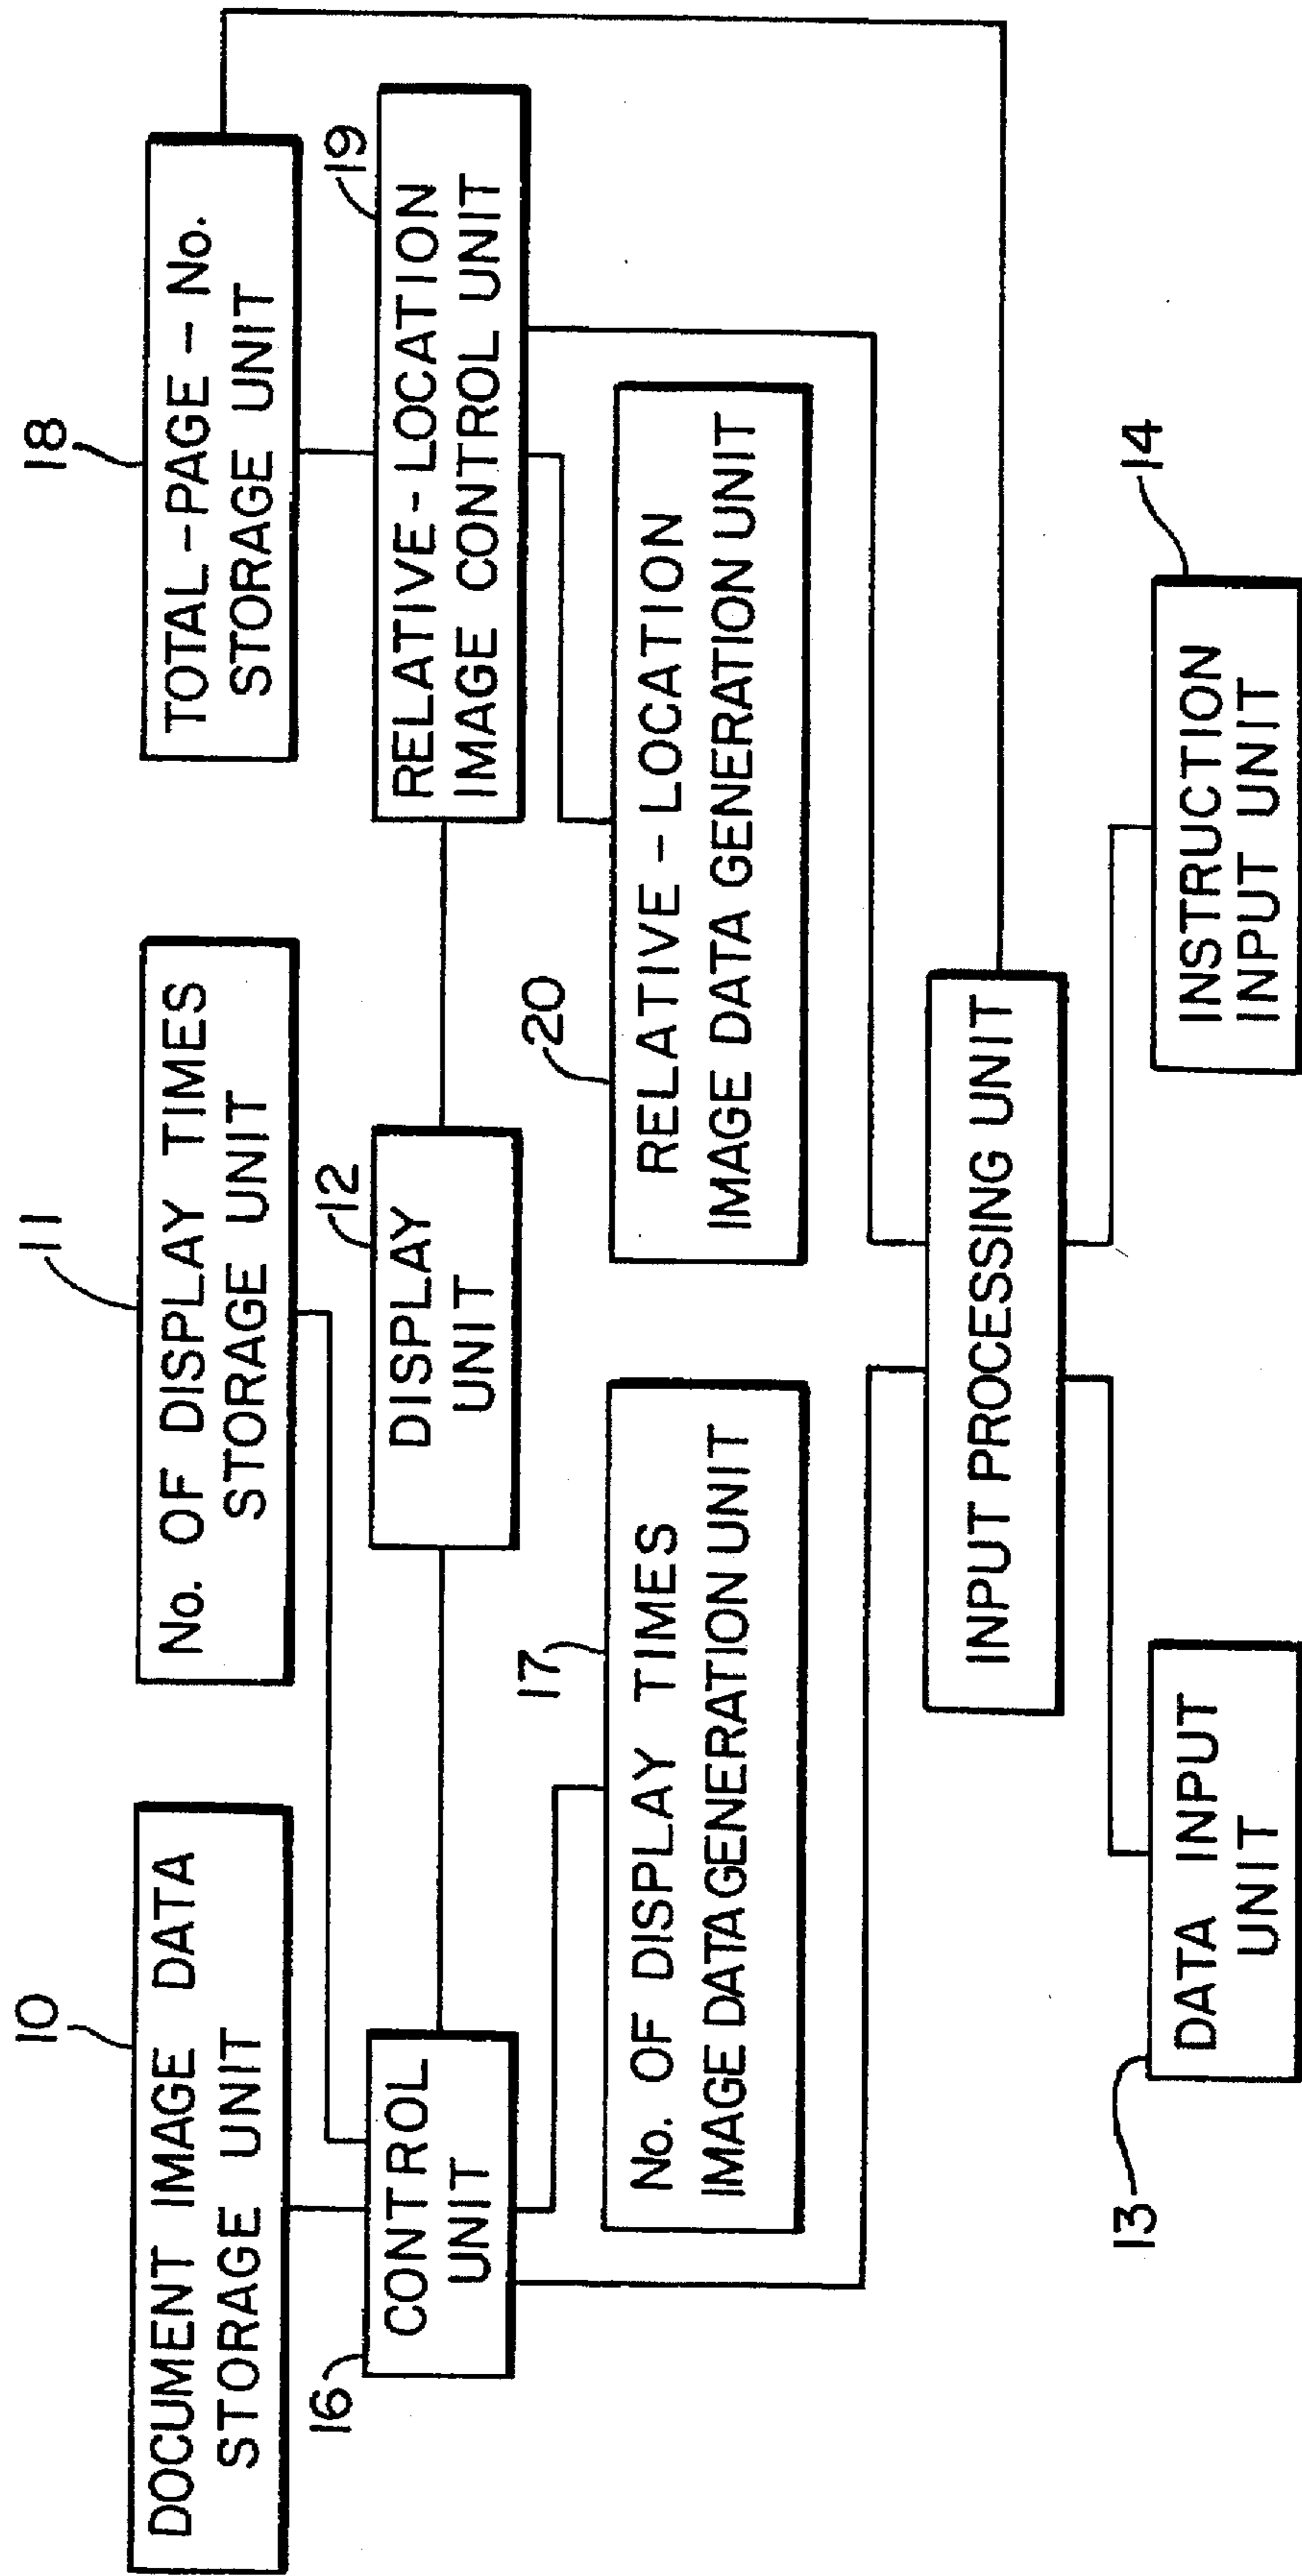 10
DOCUMENT IMAGE DATA
STORAGE UNIT
11
No. OF DISPLAY TIMES
STORAGE UNIT
18
TOTAL-PAGE-No.
STORAGE UNIT
16
CONTROL
UNIT
12
DISPLAY
UNIT
19
RELATIVE-LOCATION
IMAGE CONTROL UNIT
17
No. OF DISPLAY TIMES
IMAGE DATA GENERATION UNIT
20
RELATIVE-LOCATION
IMAGE DATA GENERATION UNIT
INPUT PROCESSING UNIT
13
DATA INPUT
UNIT
14
INSTRUCTION
INPUT UNIT